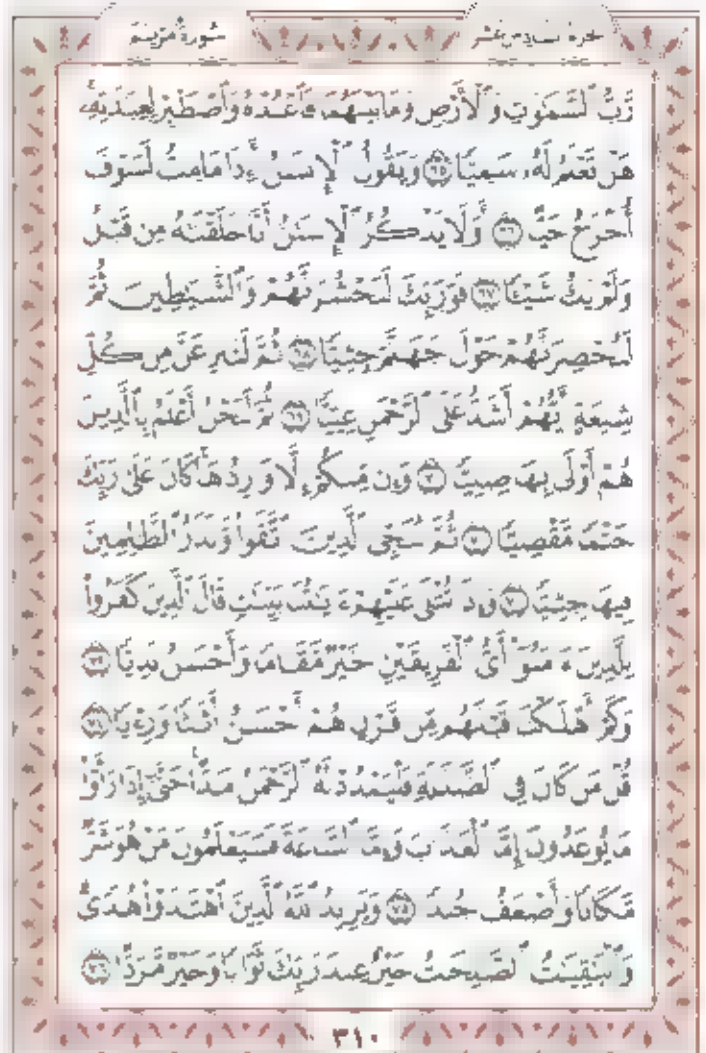 سورة مريم
الجزء السادس عشر
رَّبُّ ٱلسَّمَٰوَٰتِ وَٱلْأَرْضِ وَمَا بَيْنَهُمَا فَٱعْبُدْهُ وَٱصْطَبِرْ لِعِبَٰدَتِهِۦۚ
هَلْ تَعْلَمُ لَهُۥ سَمِيًّا ٦٥ وَيَقُولُ ٱلْإِنسَٰنُ أَءِذَا مَا مِتُّ لَسَوْفَ
أُخْرَجُ حَيًّا ٦٦ أَوَلَا يَذْكُرُ ٱلْإِنسَٰنُ أَنَّا خَلَقْنَٰهُ مِن قَبْلُ
وَلَمْ يَكُ شَيْـًٔا ٦٧ فَوَرَبِّكَ لَنَحْشُرَنَّهُمْ وَٱلشَّيَٰطِينَ ثُمَّ
لَنُحْضِرَنَّهُمْ حَوْلَ جَهَنَّمَ جِثِيًّا ٦٨ ثُمَّ لَنَنزِعَنَّ مِن كُلِّ
شِيعَةٍ أَيُّهُمْ أَشَدُّ عَلَى ٱلرَّحْمَٰنِ عِتِيًّا ٦٩ ثُمَّ لَنَحْنُ أَعْلَمُ بِٱلَّذِينَ
هُمْ أَوْلَىٰ بِهَا صِلِيًّا ٧٠ وَإِن مِّنكُمْ إِلَّا وَارِدُهَاۚ كَانَ عَلَىٰ رَبِّكَ
حَتْمًا مَّقْضِيًّا ٧١ ثُمَّ نُنَجِّى ٱلَّذِينَ ٱتَّقَوا۟ وَّنَذَرُ ٱلظَّٰلِمِينَ
فِيهَا جِثِيًّا ٧٢ وَإِذَا تُتْلَىٰ عَلَيْهِمْ ءَايَٰتُنَا بَيِّنَٰتٍ قَالَ ٱلَّذِينَ كَفَرُوا۟
لِلَّذِينَ ءَامَنُوٓا۟ أَىُّ ٱلْفَرِيقَيْنِ خَيْرٌ مَّقَامًا وَأَحْسَنُ نَدِيًّا ٧٣
وَكَمْ أَهْلَكْنَا قَبْلَهُم مِّن قَرْنٍ هُمْ أَحْسَنُ أَثَٰثًا وَرِءْيًا ٧٤
قُلْ مَن كَانَ فِى ٱلضَّلَٰلَةِ فَلْيَمْدُدْ لَهُ ٱلرَّحْمَٰنُ مَدًّاۚ حَتَّىٰٓ إِذَا رَأَوْا۟
مَا يُوعَدُونَ إِمَّا ٱلْعَذَابَ وَإِمَّا ٱلسَّاعَةَ فَسَيَعْلَمُونَ مَنْ هُوَ شَرٌّ
مَّكَانًا وَأَضْعَفُ جُندًا ٧٥ وَيَزِيدُ ٱللَّهُ ٱلَّذِينَ ٱهْتَدَوْا۟ هُدًىۗ
وَٱلْبَٰقِيَٰتُ ٱلصَّٰلِحَٰتُ خَيْرٌ عِندَ رَبِّكَ ثَوَابًا وَخَيْرٌ مَّرَدًّا ٧٦
٣١٠